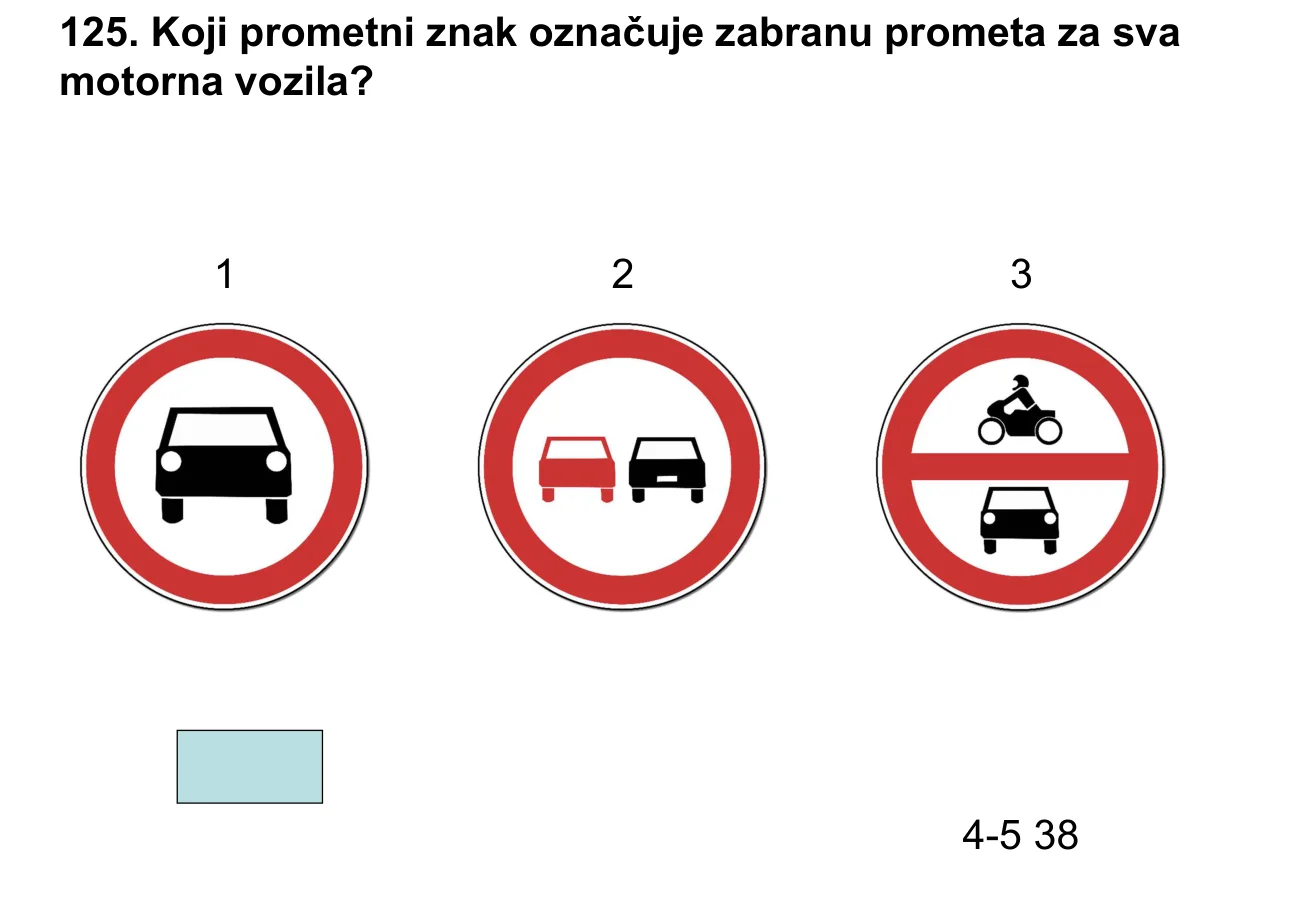 125. Koji prometni znak označuje zabranu prometa za sva
motorna vozila?
1
2
3
4-5 38